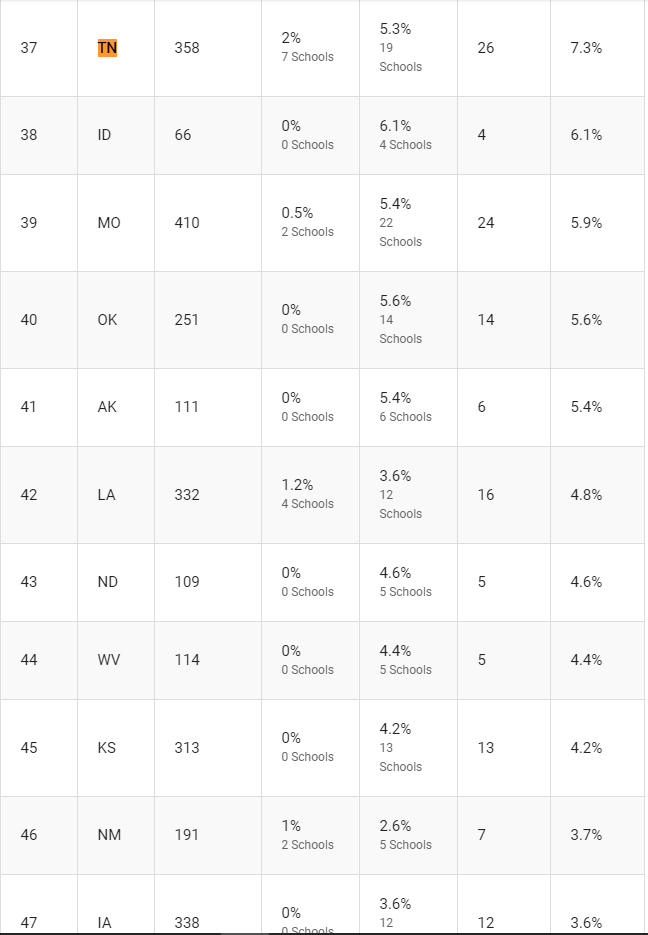 37 TN 358 2% 7 Schools 5.3% 19 Schools 26 7.3%
38 ID 66 0% 0 Schools 6.1% 4 Schools 4 6.1%
39 MO 410 0.5% 2 Schools 5.4% 22 Schools 24 5.9%
40 OK 251 0% 0 Schools 5.6% 14 Schools 14 5.6%
41 AK 111 0% 0 Schools 5.4% 6 Schools 6 5.4%
42 LA 332 1.2% 4 Schools 3.6% 12 Schools 16 4.8%
43 ND 109 0% 0 Schools 4.6% 5 Schools 5 4.6%
44 WV 114 0% 0 Schools 4.4% 5 Schools 5 4.4%
45 KS 313 0% 0 Schools 4.2% 13 Schools 13 4.2%
46 NM 191 1% 2 Schools 2.6% 5 Schools 7 3.7%
47 IA 338 0% 0 Schools 3.6% 12 12 3.6%